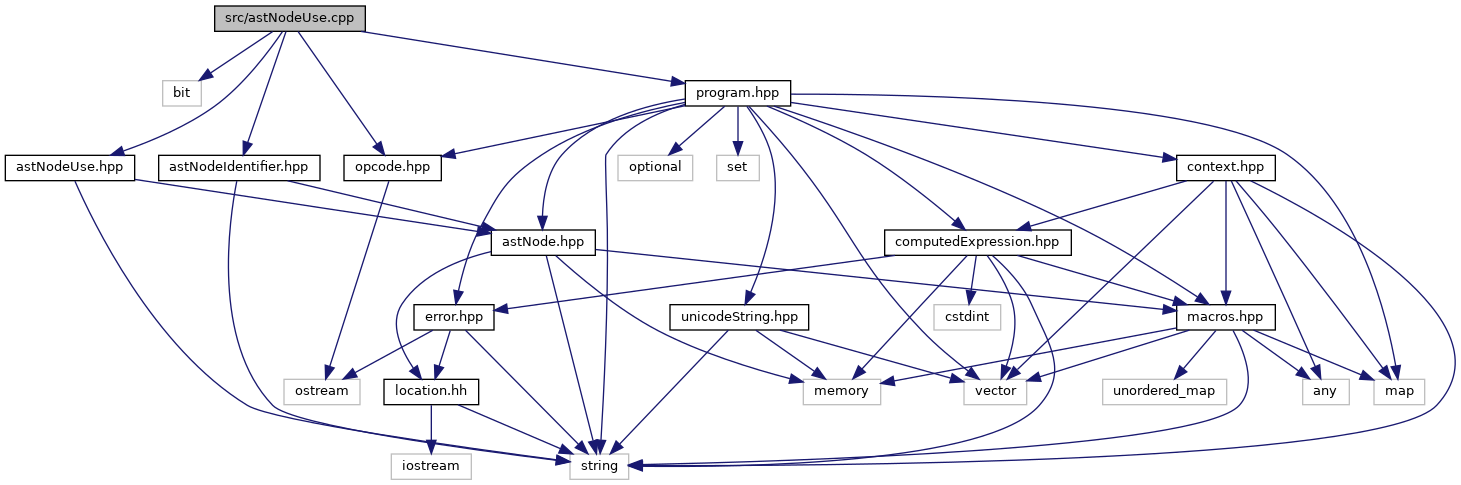 src/astNodeUse.cpp
bit
program.hpp
astNodeUse.hpp
astNodeIdentifier.hpp
opcode.hpp
optional
set
context.hpp
astNode.hpp
computedExpression.hpp
error.hpp
unicodeString.hpp
cstdint
macros.hpp
ostream
location.hh
memory
vector
unordered_map
any
map
iostream
string